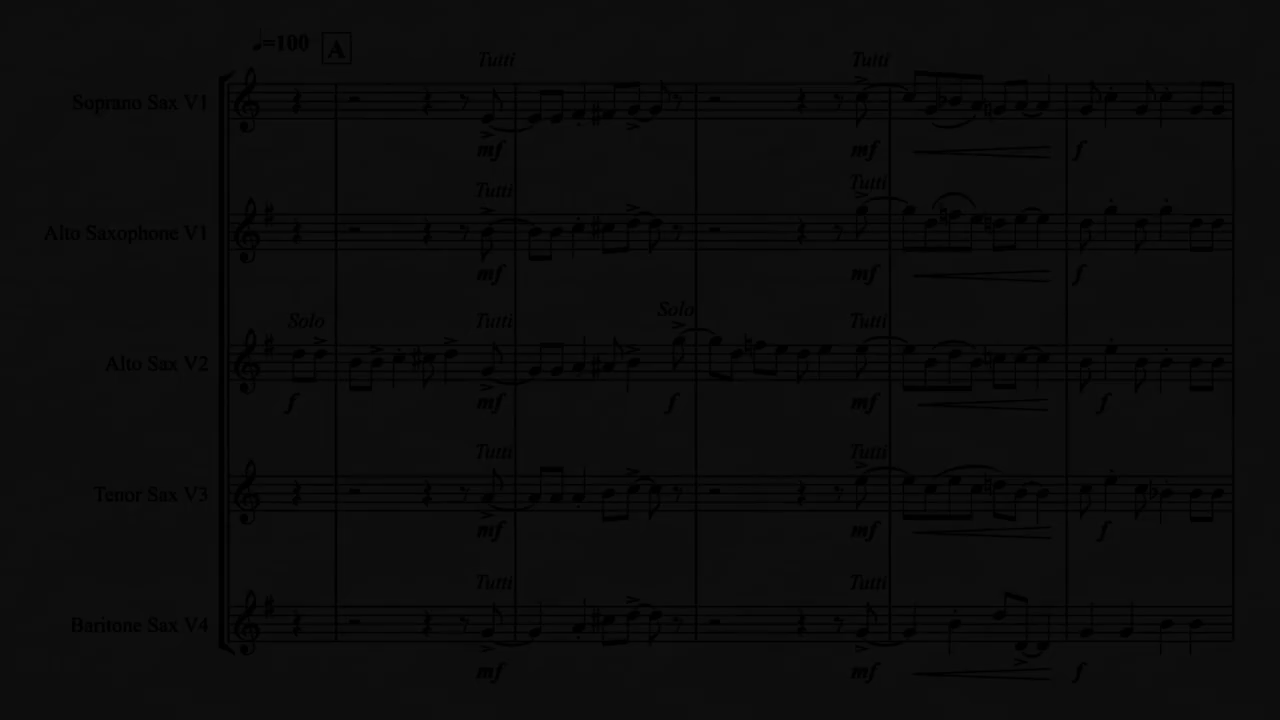 ♩=100 A
Tutti Tutti
Soprano Sax V1
mf mf f
Tutti Tutti
Alto Saxophone V1
mf mf f
Solo Tutti Solo Tutti
Alto Sax V2
f mf f mf f
Tutti Tutti
Tenor Sax V3
mf mf f
Tutti Tutti
Baritone Sax V4
mf mf f